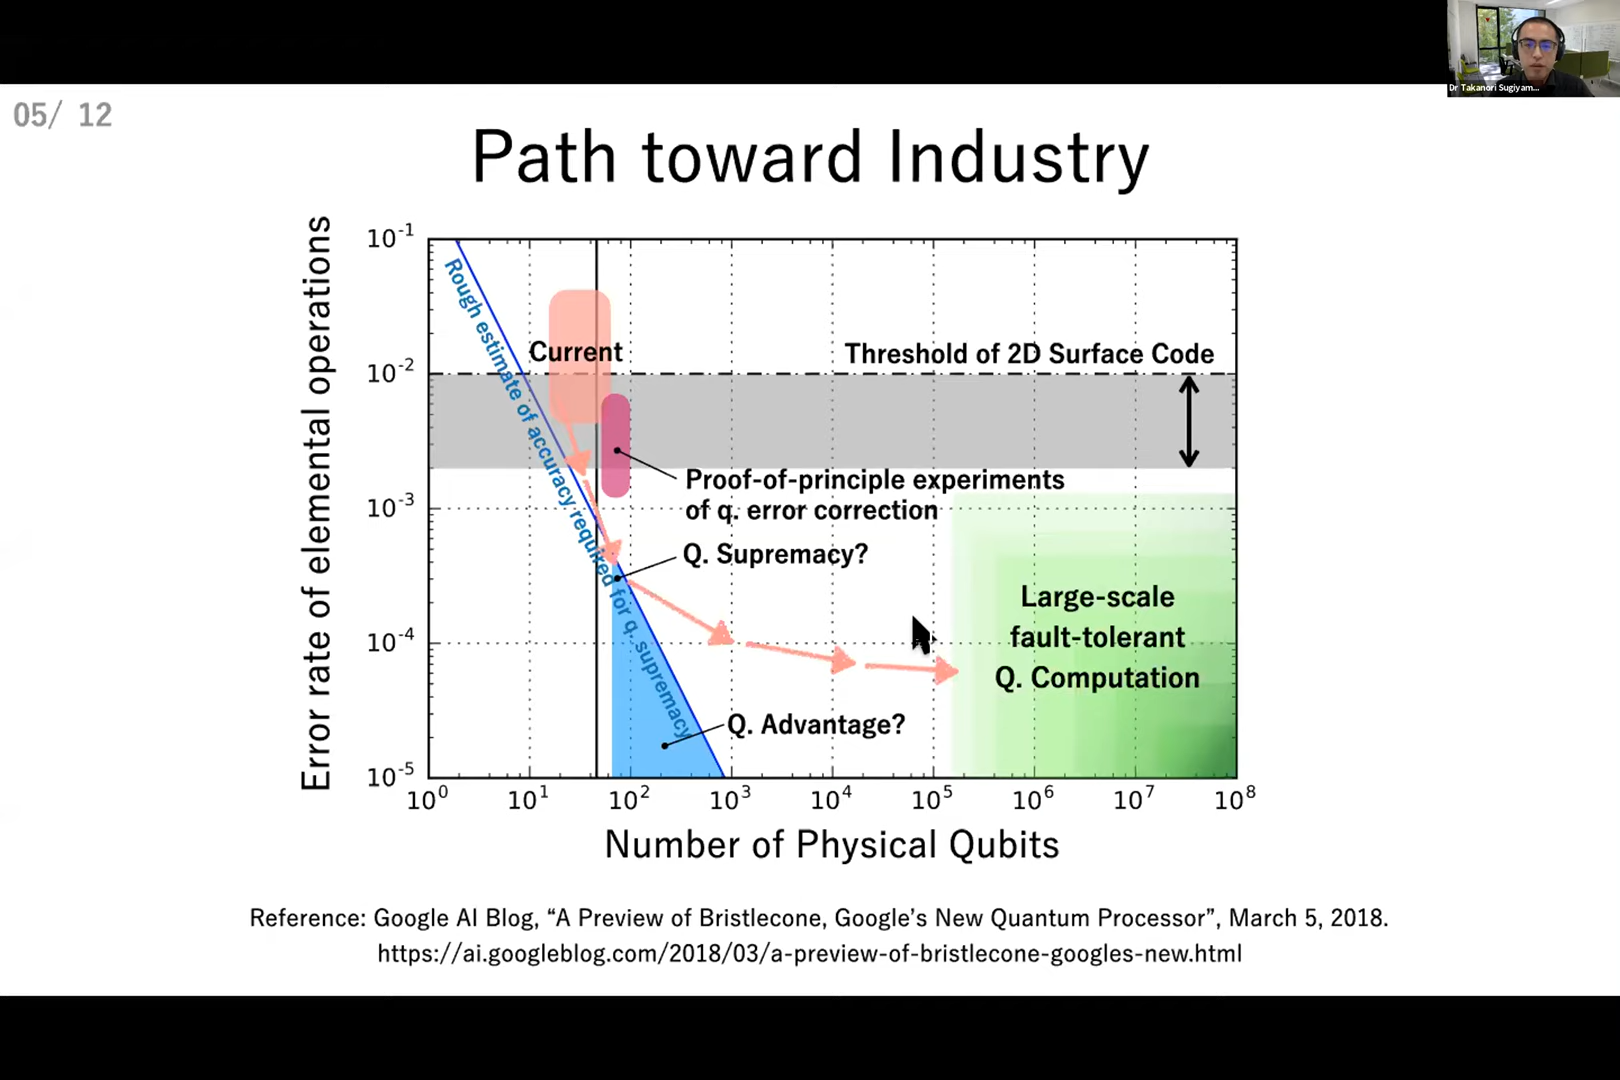 Dr Takanori Sugiyam...
05/ 12
Path toward Industry
Error rate of elemental operations
10⁻¹
10⁻²
10⁻³
10⁻⁴
10⁻⁵
Rough estimate of accuracy required for q. supremacy
Current
Threshold of 2D Surface Code
Proof-of-principle experiments
of q. error correction
Q. Supremacy?
Large-scale
fault-tolerant
Q. Computation
Q. Advantage?
10⁰ 10¹ 10² 10³ 10⁴ 10⁵ 10⁶ 10⁷ 10⁸
Number of Physical Qubits
Reference: Google AI Blog, “A Preview of Bristlecone, Google’s New Quantum Processor”, March 5, 2018.
https://ai.googleblog.com/2018/03/a-preview-of-bristlecone-googles-new.html